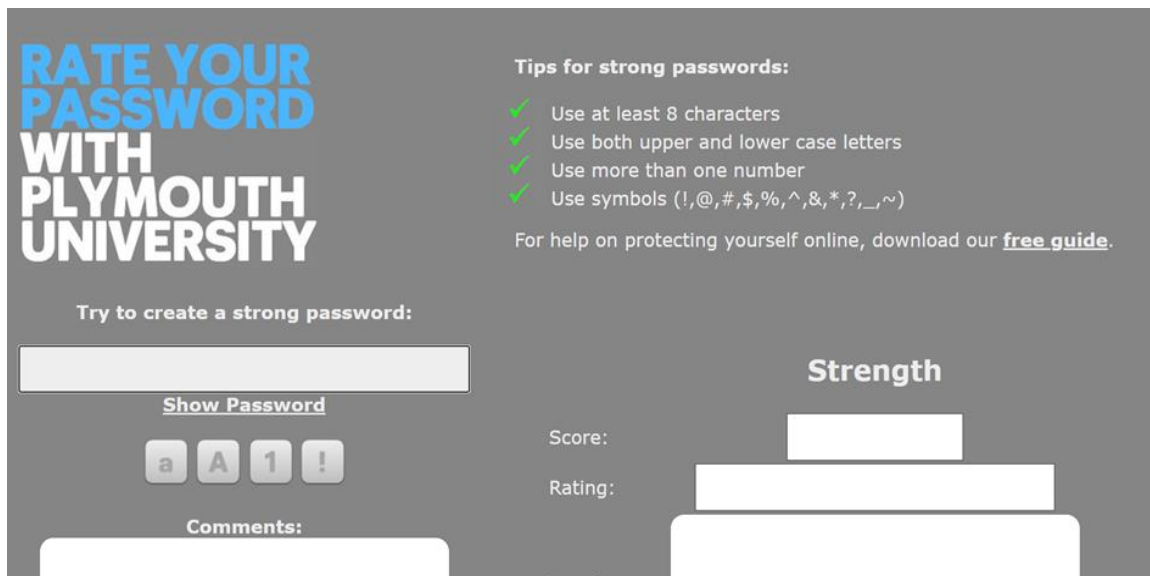 RATE YOUR
PASSWORD
WITH
PLYMOUTH
UNIVERSITY
Tips for strong passwords:
Use at least 8 characters
Use both upper and lower case letters
Use more than one number
Use symbols (!,@,#,$,%,^,&,*,?,_,~)
For help on protecting yourself online, download our free guide.
Try to create a strong password:
Show Password
a A 1 !
Comments:
Strength
Score:
Rating: